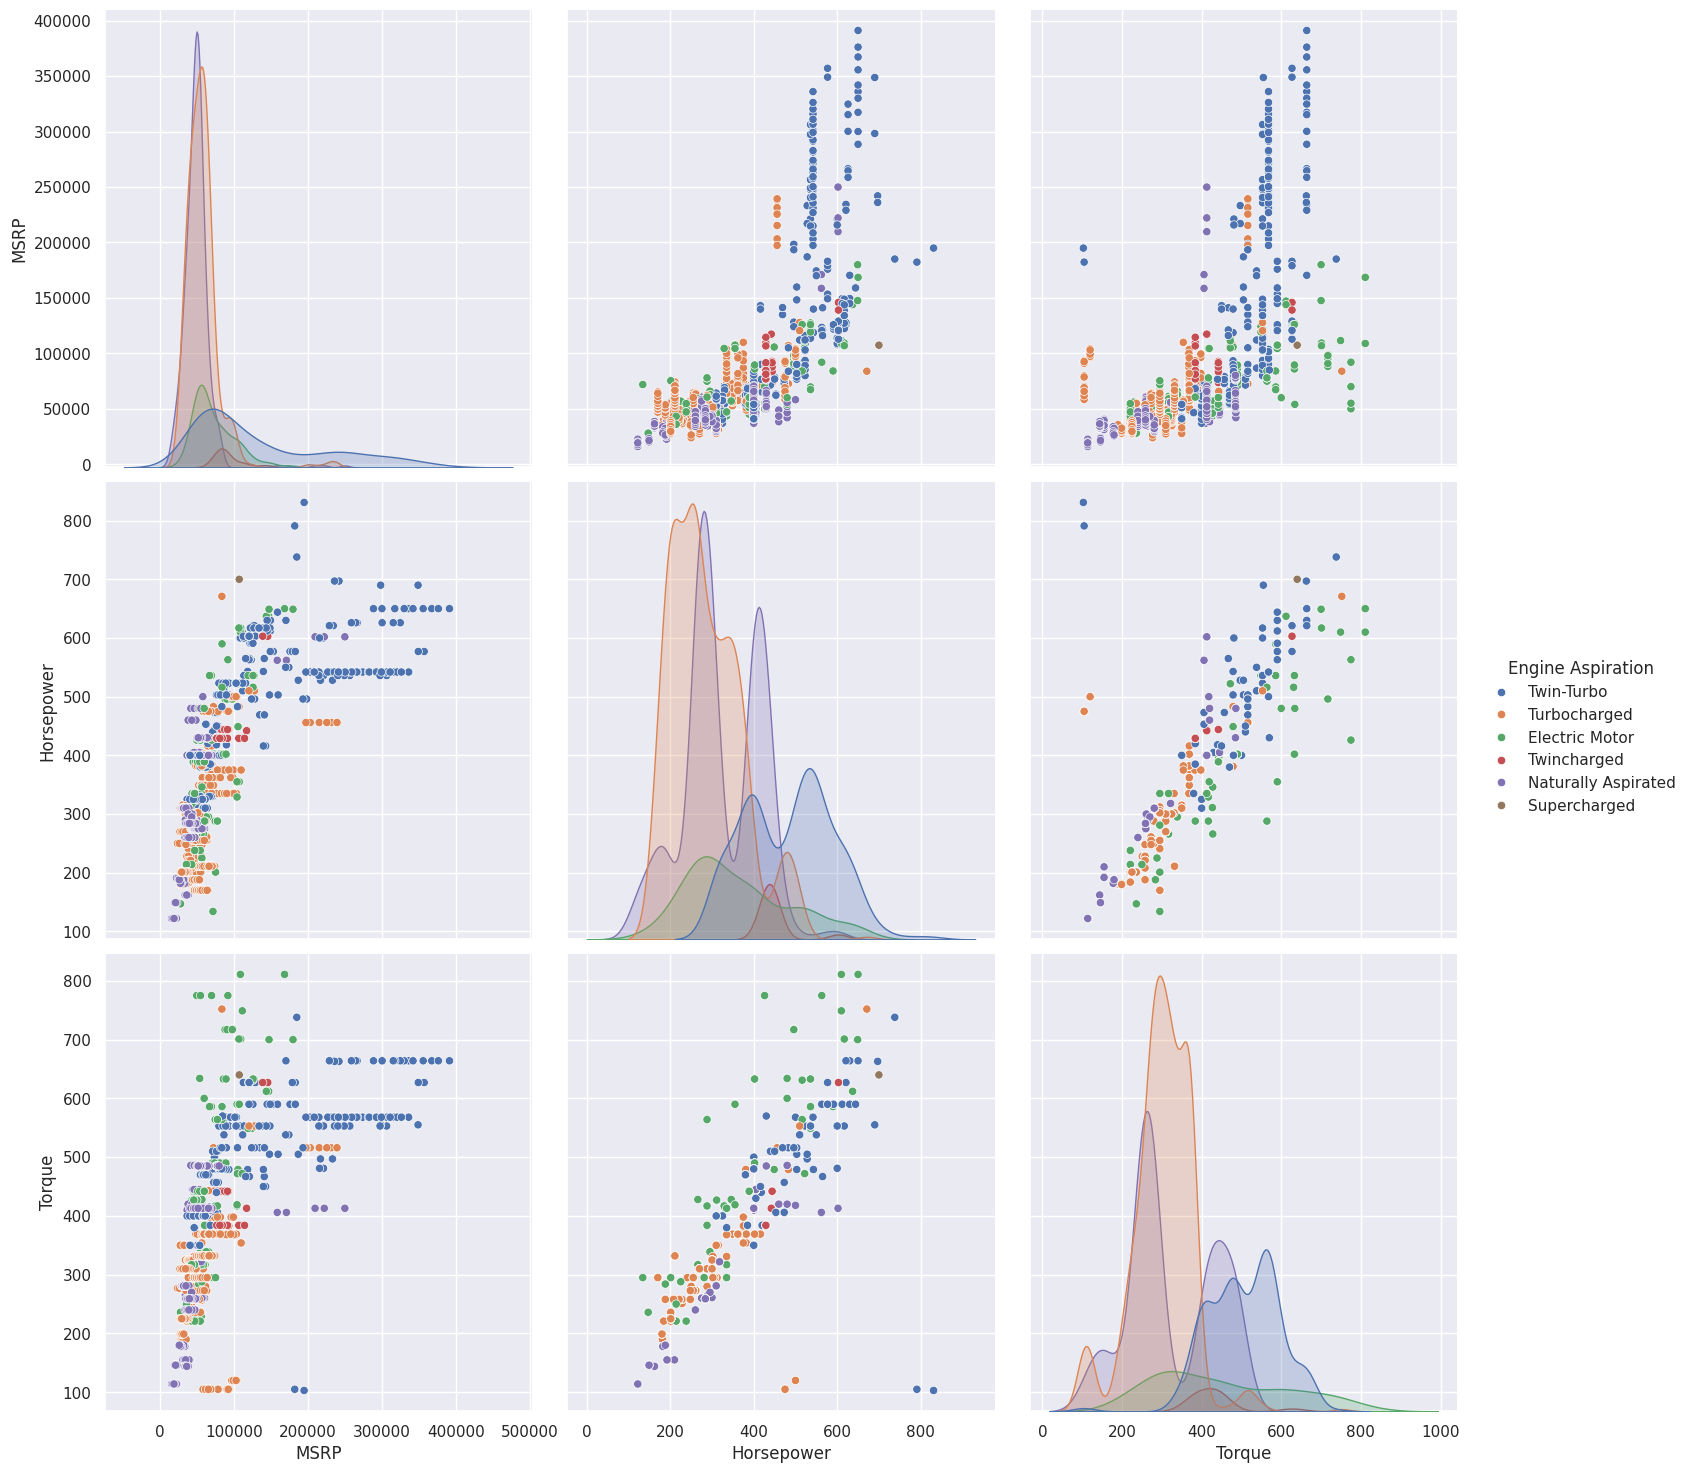 400000
350000
300000
250000
200000
150000
100000
50000
0
MSRP
800
700
600
500
400
300
200
100
Horsepower
Engine Aspiration
Twin-Turbo
Turbocharged
Electric Motor
Twincharged
Naturally Aspirated
Supercharged
800
700
600
500
400
300
200
100
Torque
0 100000 200000 300000 400000 500000
MSRP
0 200 400 600 800
Horsepower
0 200 400 600 800 1000
Torque